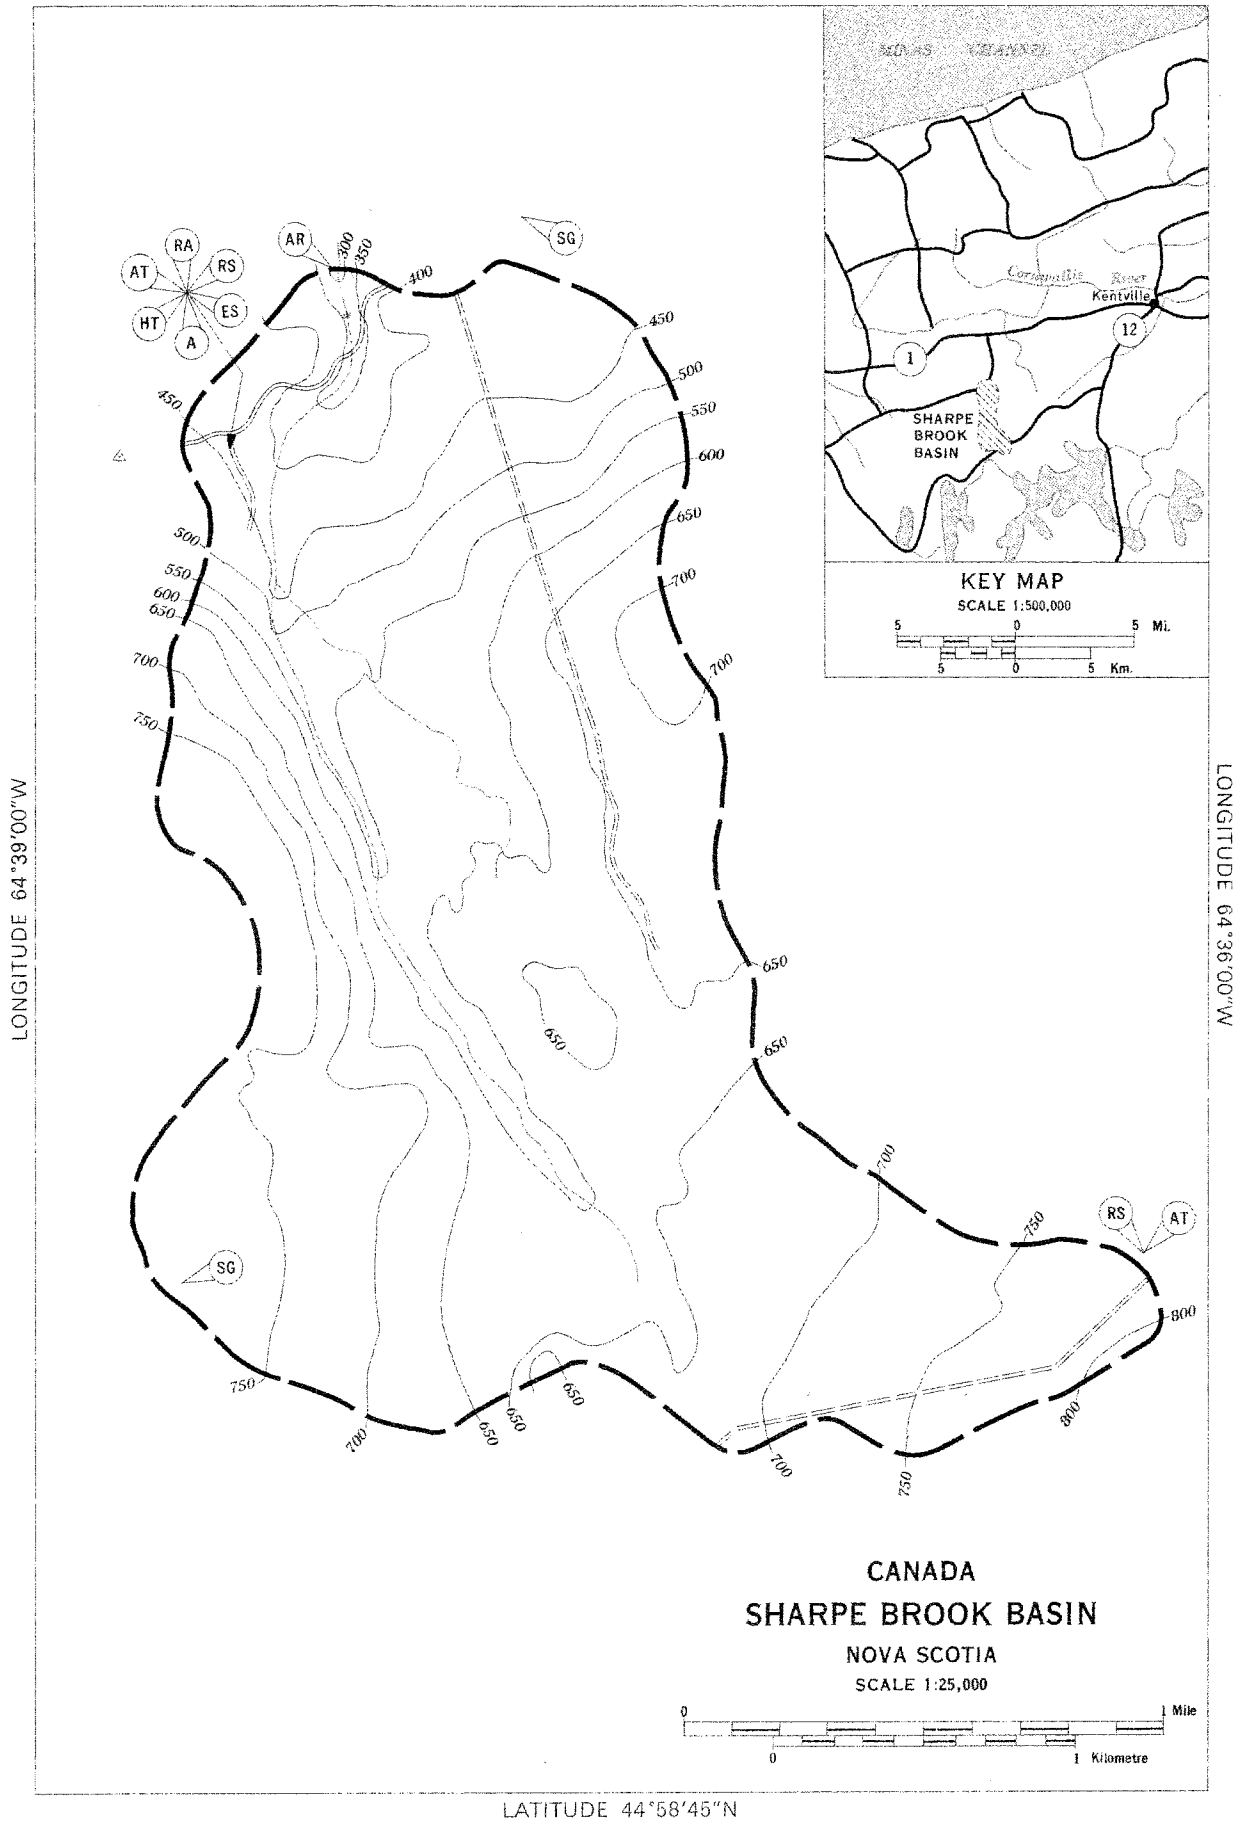 MINAS CHANNEL
Cornwallis River
Kentville
12
1
SHARPE
BROOK
BASIN
KEY MAP
SCALE 1:500,000
5 0 5 Mi.
5 0 5 Km.
RA
AT
RS
HT
ES
A
AR
300
350
400
SG
450
450
500
550
600
650
500
550
600
650
700
750
700
700
650
650
650
700
750
RS
AT
800
SG
750
700
650
650
650
700
750
800
LONGITUDE 64°39'00"W
LONGITUDE 64°36'00"W
CANADA
SHARPE BROOK BASIN
NOVA SCOTIA
SCALE 1:25,000
0 1 Mile
0 1 Kilometre
LATITUDE 44°58'45"N